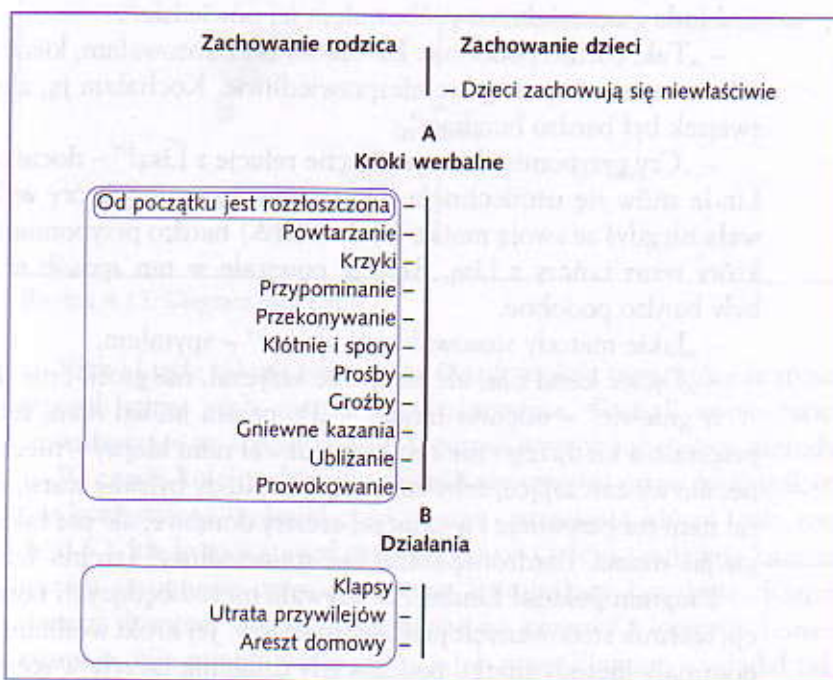 Zachowanie rodzica Zachowanie dzieci
– Dzieci zachowują się niewłaściwie
A
Kroki werbalne
Od początku jest rozzłoszczona –
Powtarzanie –
Krzyki –
Przypominanie –
Przekonywanie –
Kłótnie i spory –
Prośby –
Groźby –
Gniewne kazania –
Ubliżanie –
Prowokowanie –
B
Działania
Klapsy –
Utrata przywilejów –
Areszt domowy –